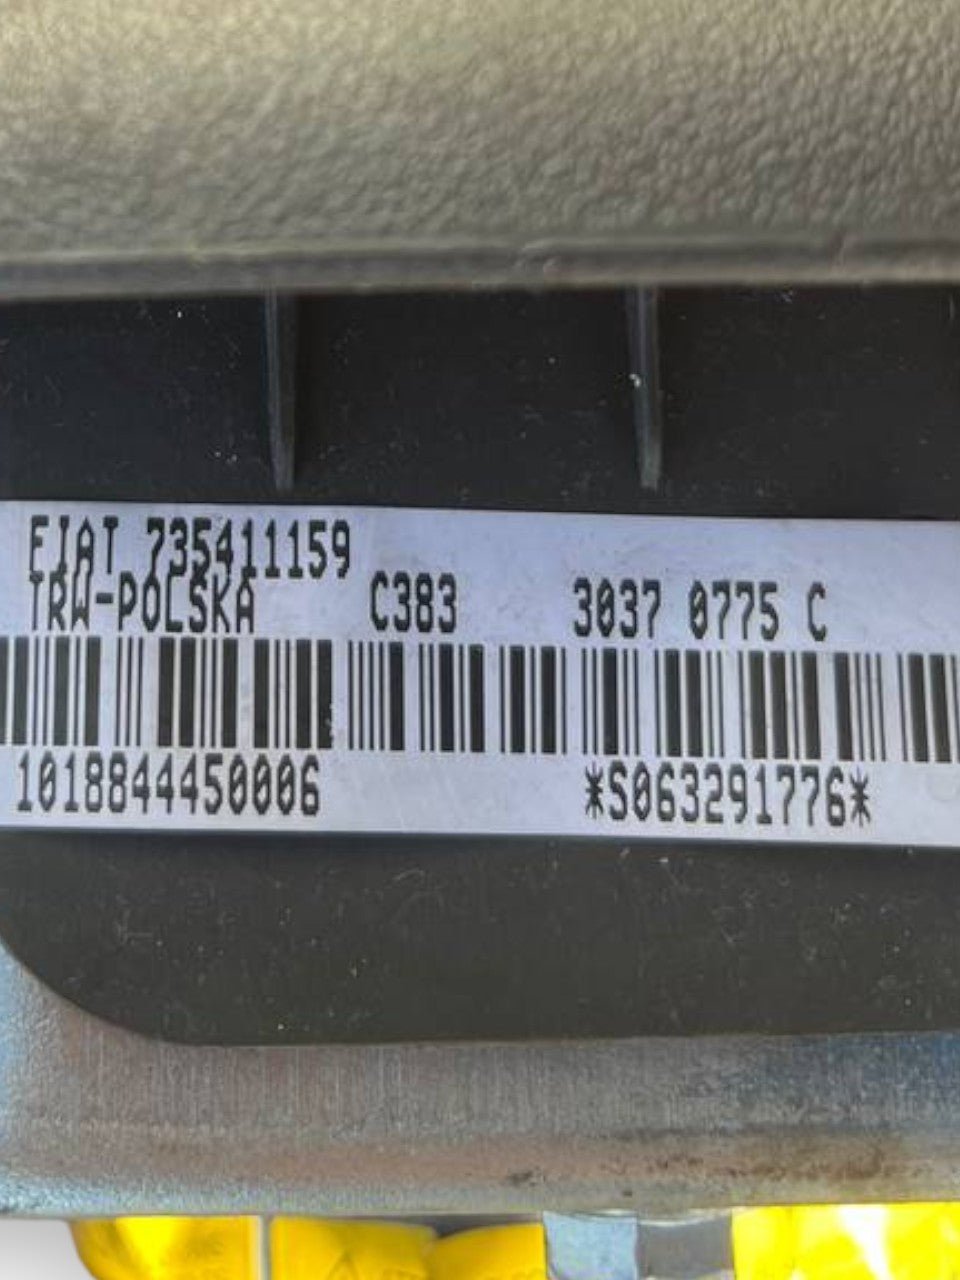 FIAT 735411159
TRW-POLSKA C383 3037 0775 C
1018844450006 *S063291776*